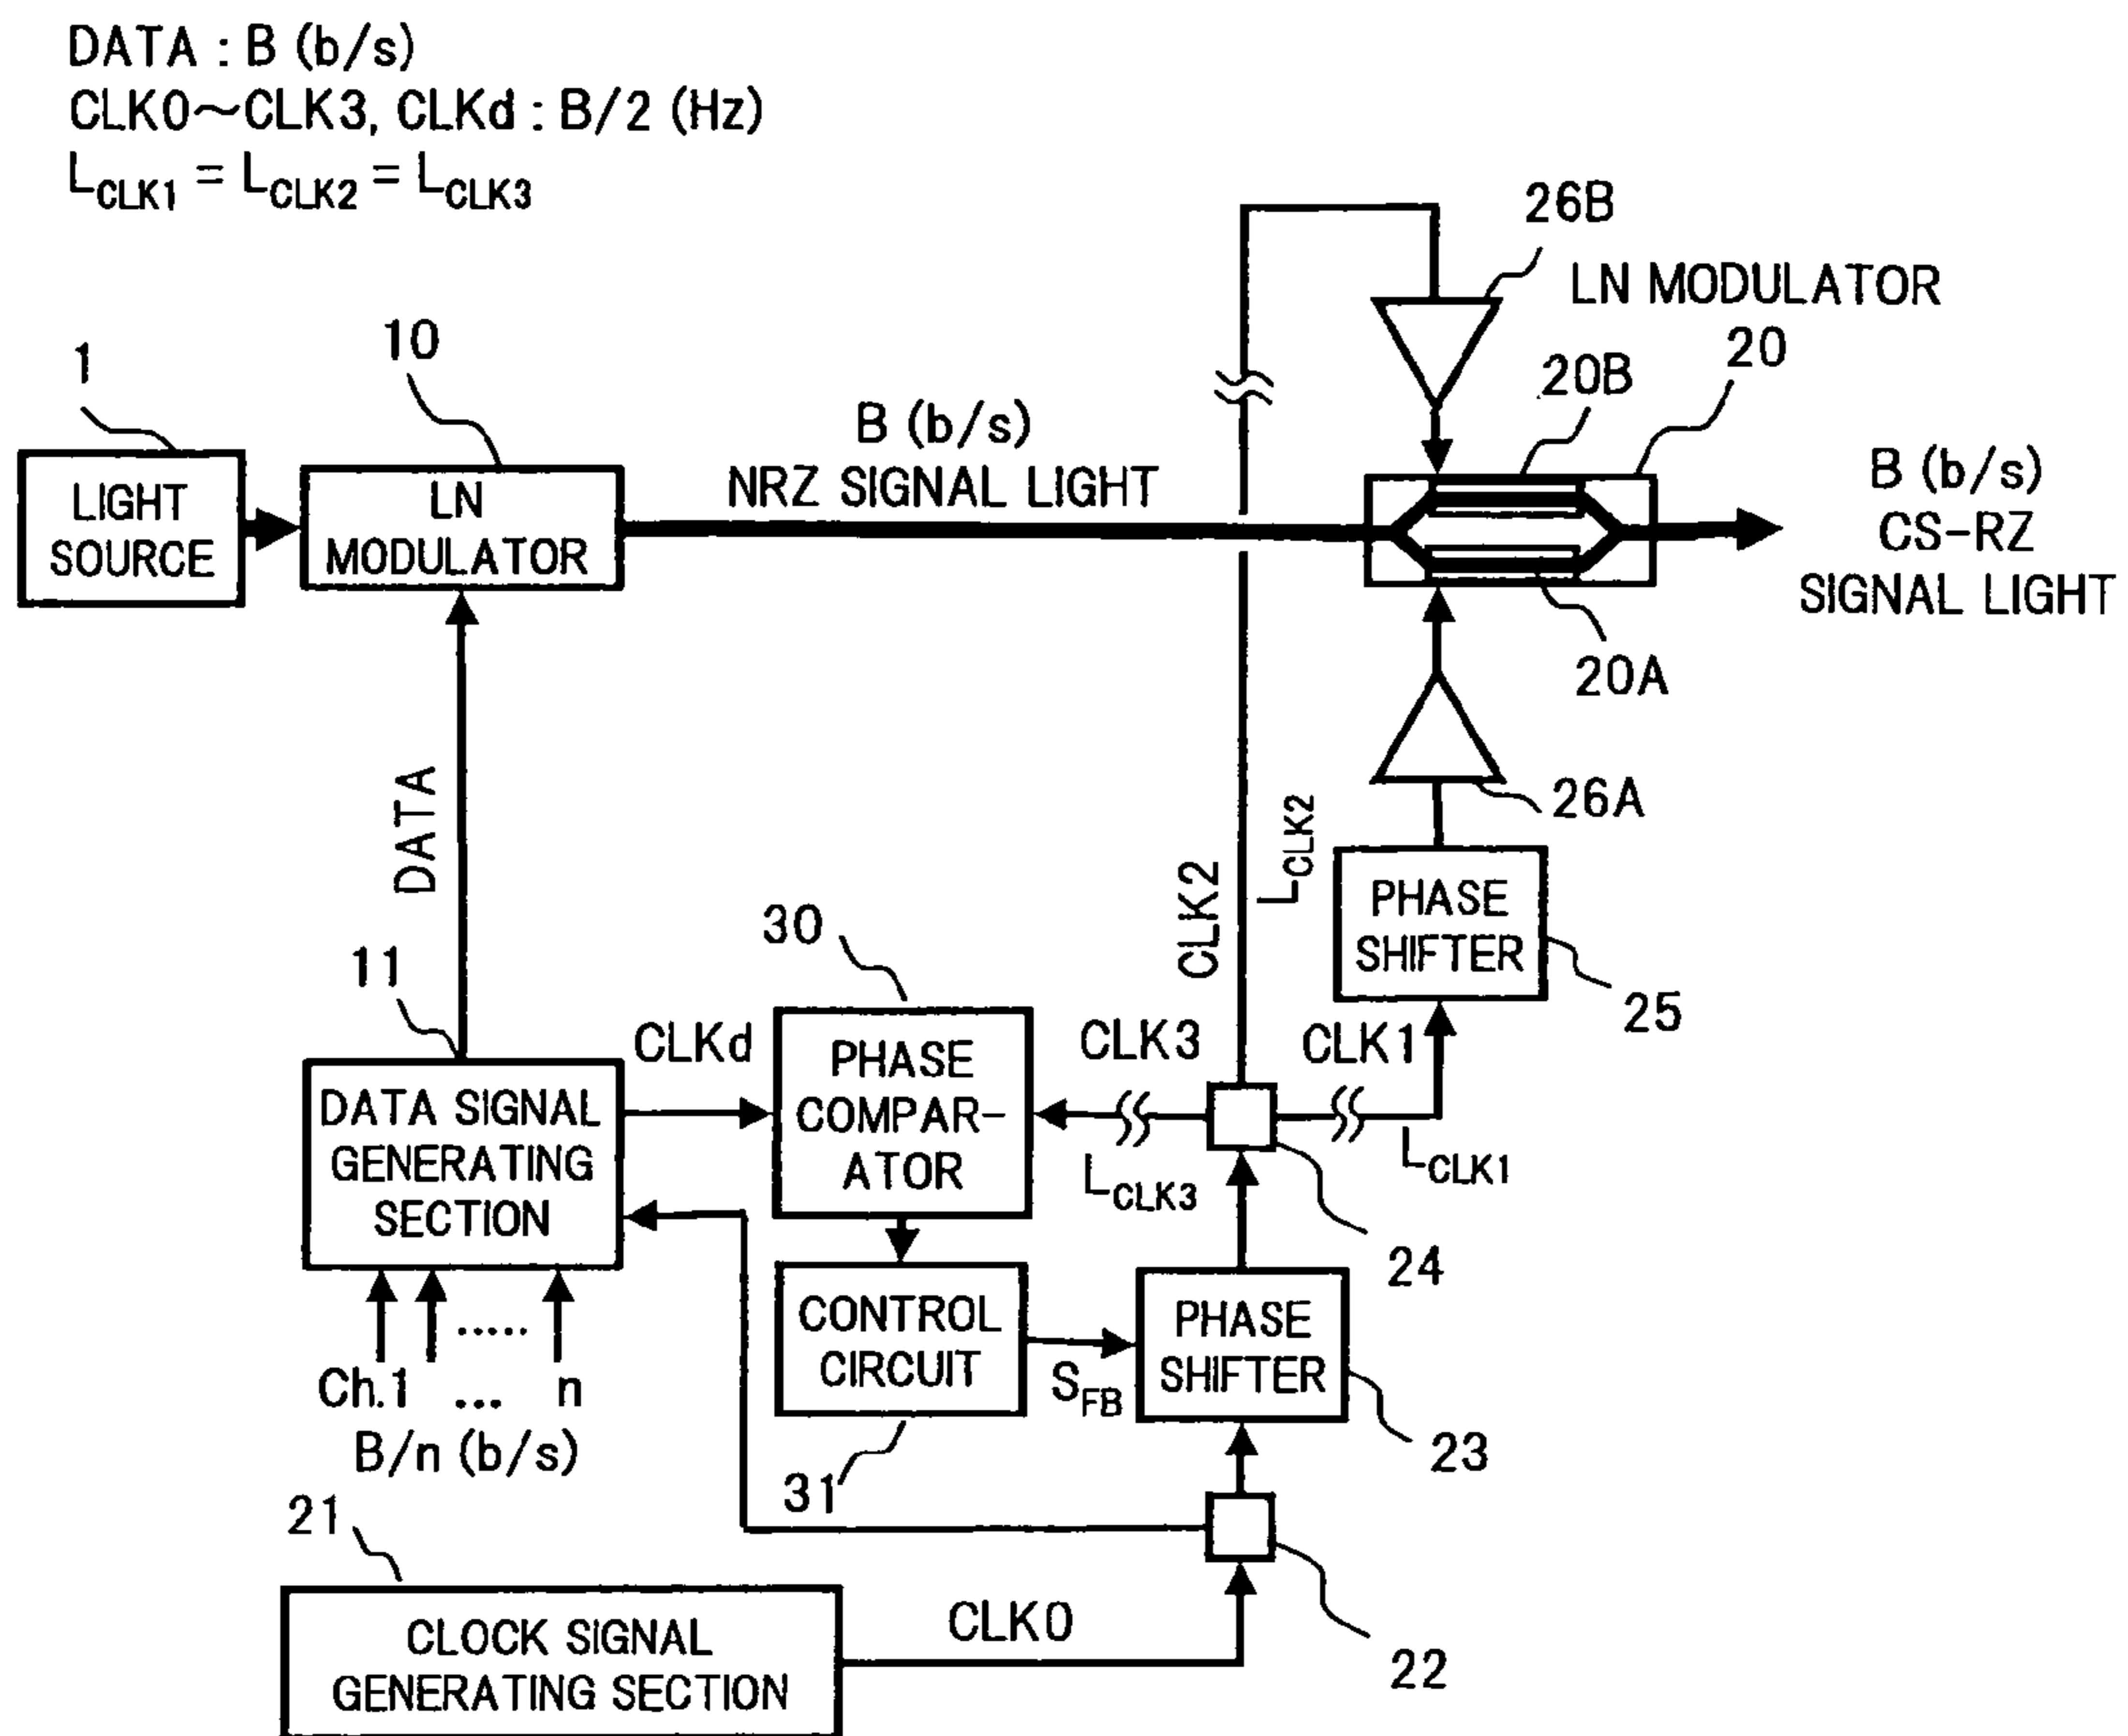 DATA : B (b/s)
CLK0~CLK3, CLKd : B/2 (Hz)
LCLK1 = LCLK2 = LCLK3
26B
LN MODULATOR
20
20B
1
10
LIGHT
SOURCE
LN
MODULATOR
B (b/s)
NRZ SIGNAL LIGHT
B (b/s)
CS-RZ
SIGNAL LIGHT
20A
26A
DATA
CLK2
LCLK2
PHASE
SHIFTER
25
30
11
CLKd
PHASE
COMPAR-
ATOR
CLK3
LCLK3
CLK1
LCLK1
24
DATA SIGNAL
GENERATING
SECTION
.....
Ch.1 ... n
B/n (b/s)
CONTROL
CIRCUIT
31
SFB
PHASE
SHIFTER
23
21
CLOCK SIGNAL
GENERATING SECTION
CLK0
22